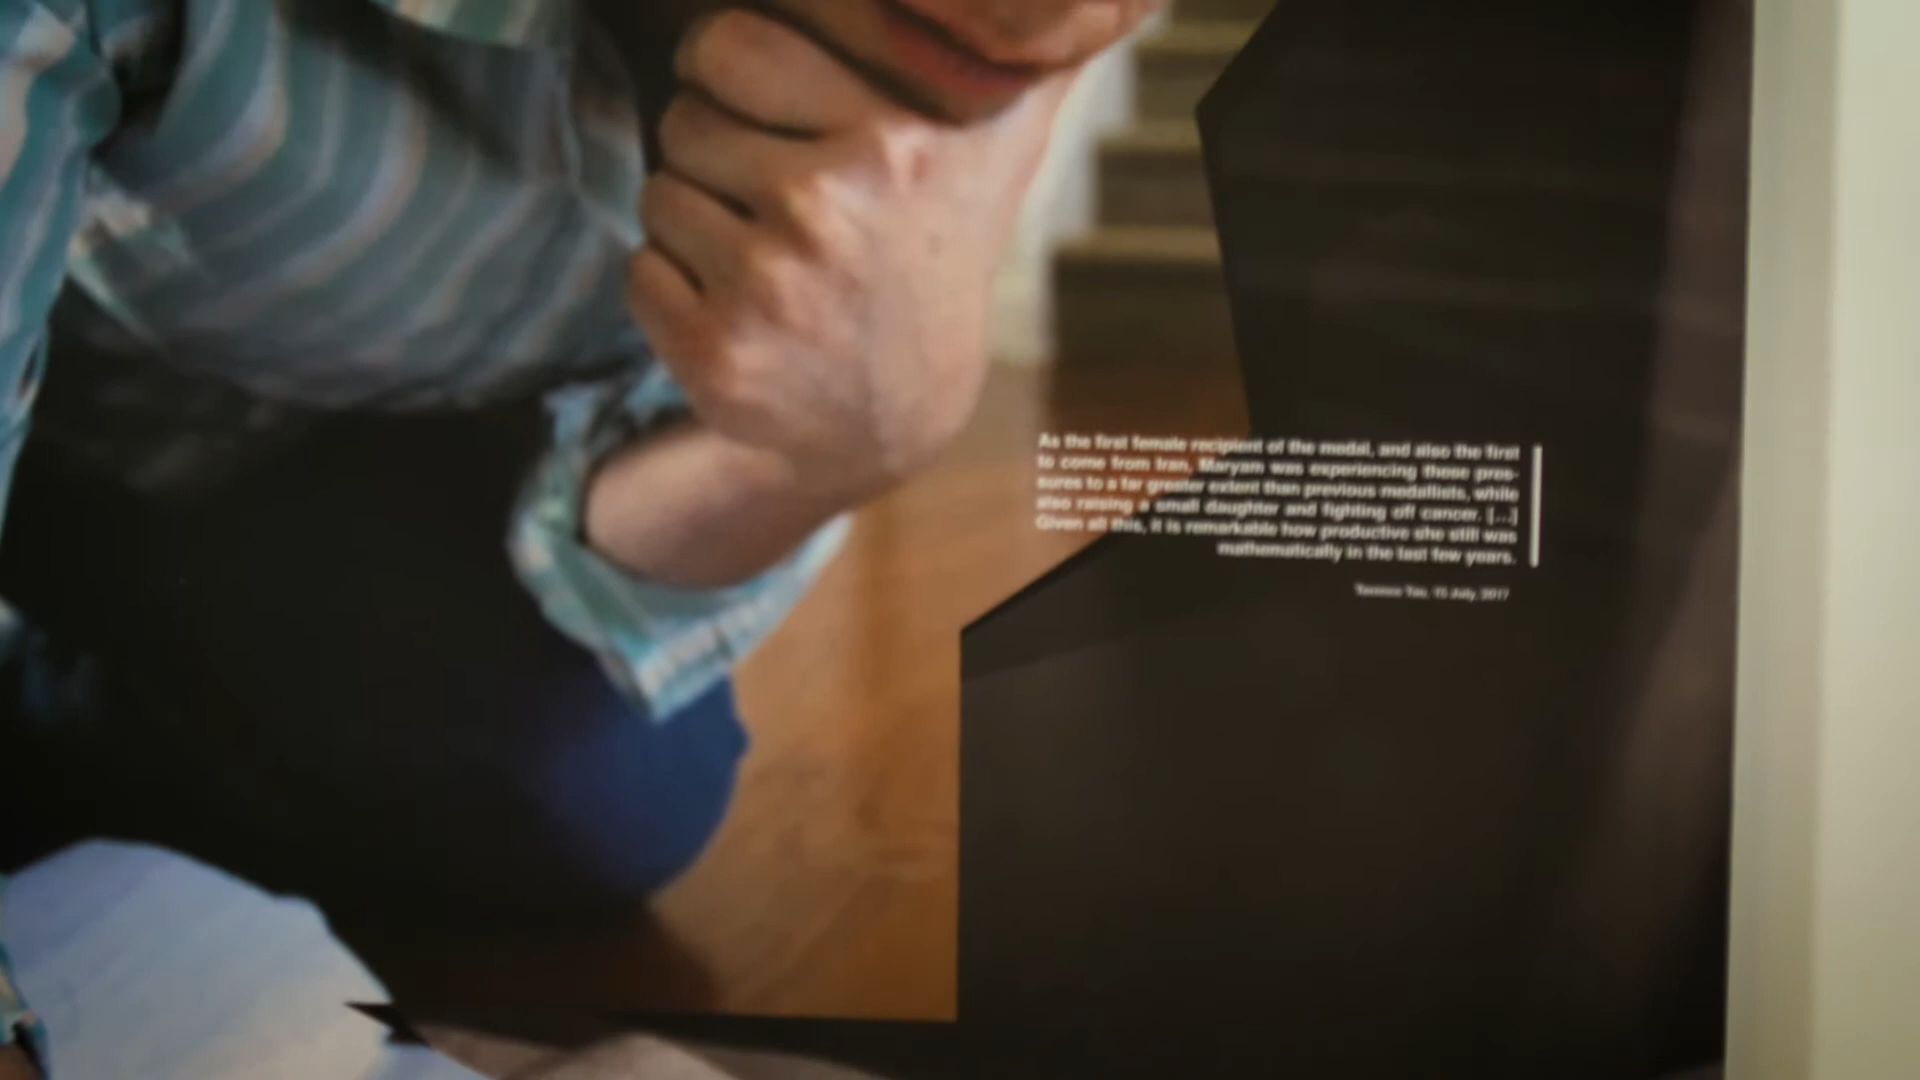 As the first female recipient of the medal, and also the first
to come from Iran, Maryam was experiencing these pres-
sures to a far greater extent than previous medallists, while
also raising a small daughter and fighting off cancer. [...]
Given all this, it is remarkable how productive she still was
mathematically in the last few years.
Terence Tao, 15 July, 2017